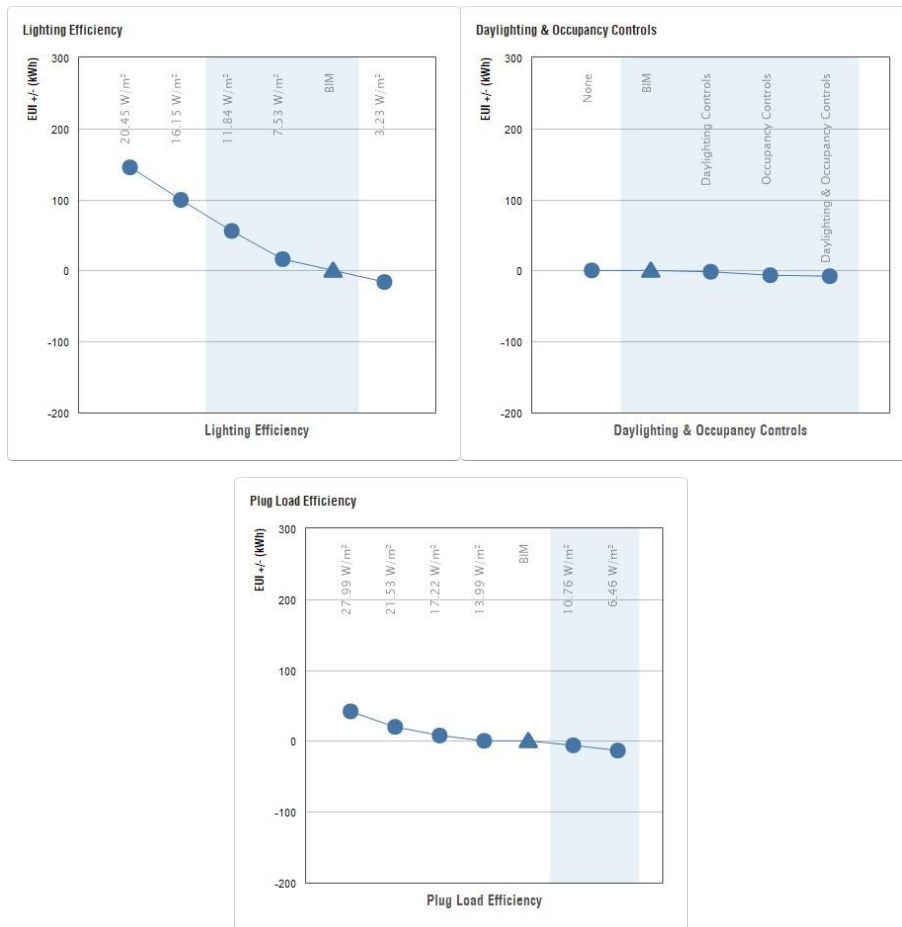 Lighting Efficiency
EUI +/- (kWh)
300
200
100
0
-100
-200
20.45 W/m²
16.15 W/m²
11.84 W/m²
7.53 W/m²
BIM
3.23 W/m²
Lighting Efficiency
Daylighting & Occupancy Controls
EUI +/- (kWh)
300
200
100
0
-100
-200
None
BIM
Daylighting Controls
Occupancy Controls
Daylighting & Occupancy Controls
Daylighting & Occupancy Controls
Plug Load Efficiency
EUI +/- (kWh)
300
200
100
0
-100
-200
27.99 W/m²
21.53 W/m²
17.22 W/m²
13.99 W/m²
BIM
10.76 W/m²
6.46 W/m²
Plug Load Efficiency